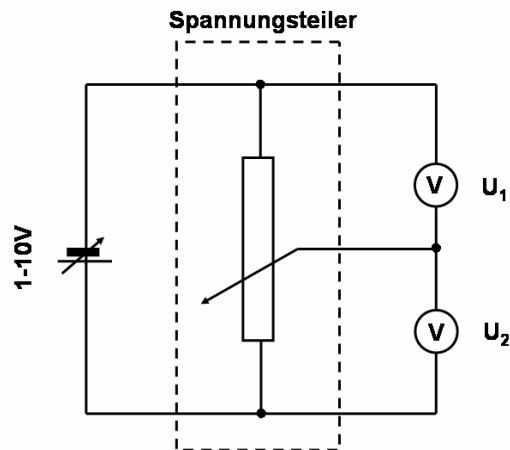 Spannungsteiler
1-10V
V
U₁
V
U₂